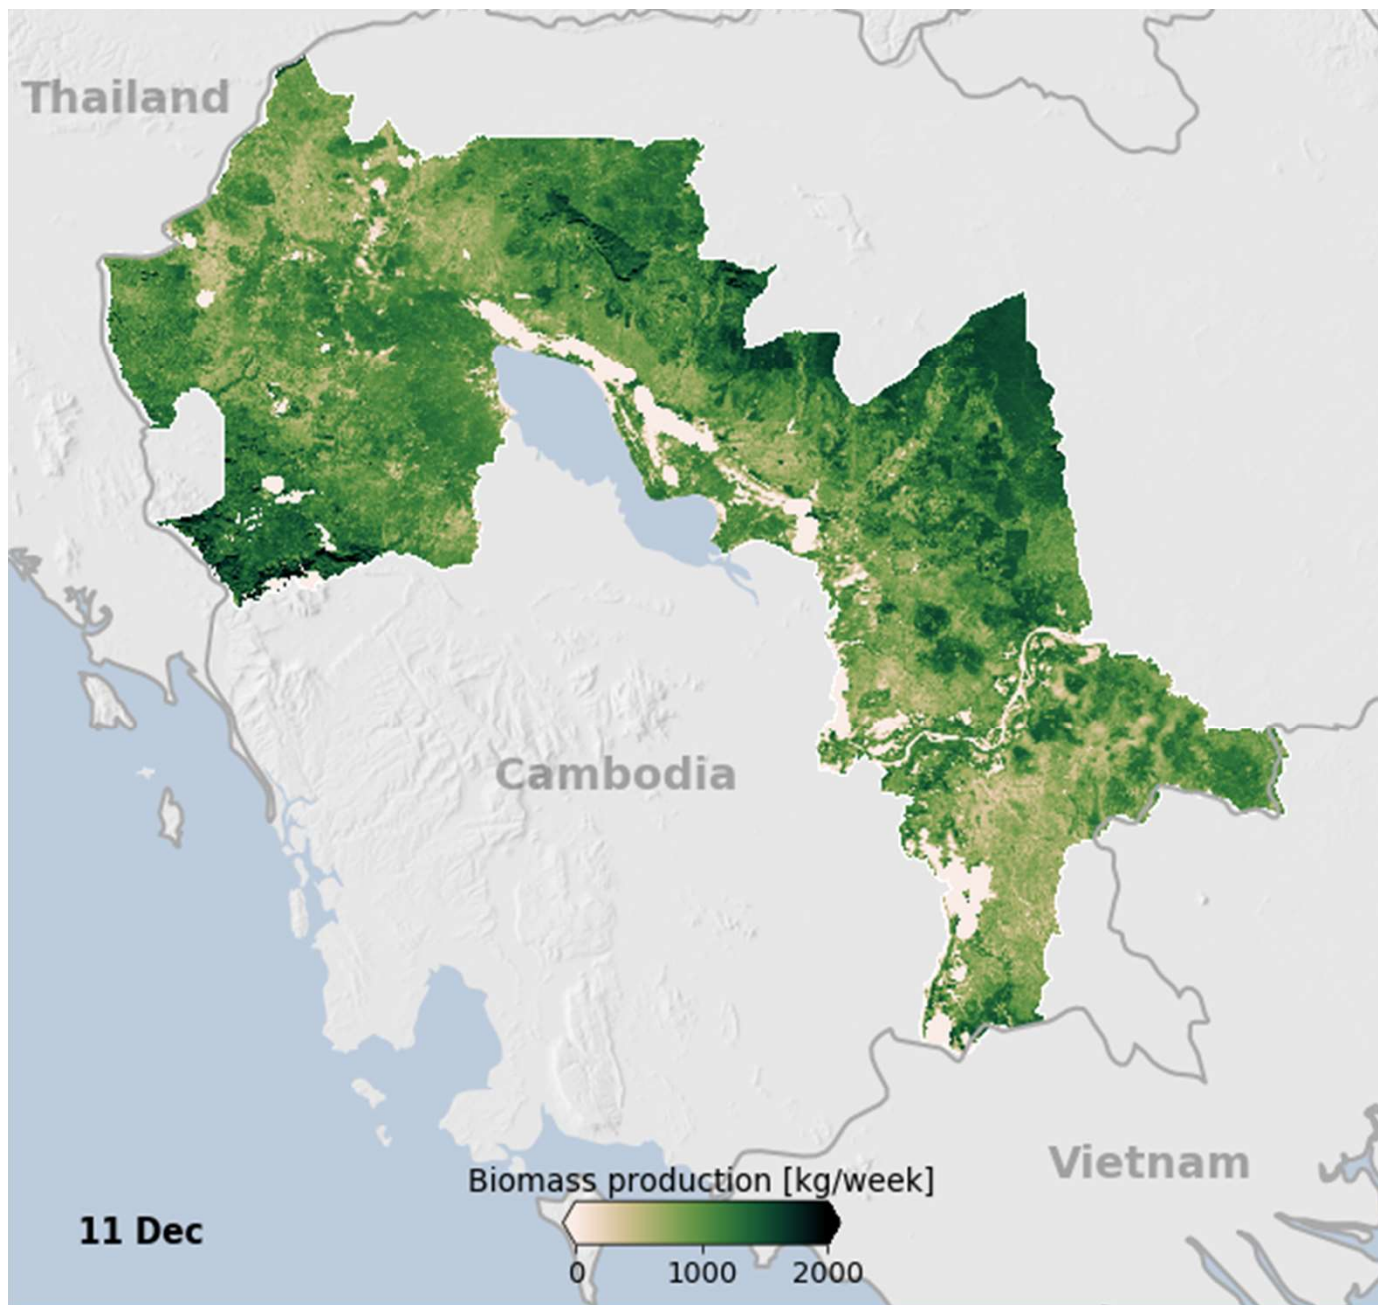 Thailand
Cambodia
Vietnam
Biomass production [kg/week]
11 Dec
0 1000 2000